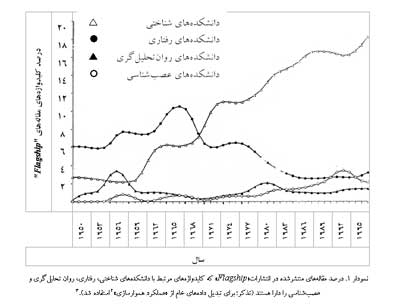 ۲۰
۱۸
۱۶
۱۴
۱۲
۱۰
۸
۶
۴
۲
درصد کلیدواژه‌های مقاله‌های "Flagship"
دانشکده‌های شناختی
دانشکده‌های رفتاری
دانشکده‌های روان‌تحلیل‌گری
دانشکده‌های عصب‌شناسی
۱۹۵۰ ۱۹۵۳ ۱۹۵۶ ۱۹۵۹ ۱۹۶۲ ۱۹۶۵ ۱۹۶۸ ۱۹۷۱ ۱۹۷۴ ۱۹۷۷ ۱۹۸۰ ۱۹۸۳ ۱۹۸۶ ۱۹۸۹ ۱۹۹۲ ۱۹۹۵
سال
نمودار ۱. درصد مقاله‌های منتشرشده در انتشارات «Flagship» که کلیدواژه‌های مرتبط با دانشکده‌های شناختی، رفتاری، روان تحلیل گری و
عصب‌شناسی را دارا هستند. (تذکر: برای تبدیل داده‌های خام از «عملکرد هموارسازی» استفاده شد.)